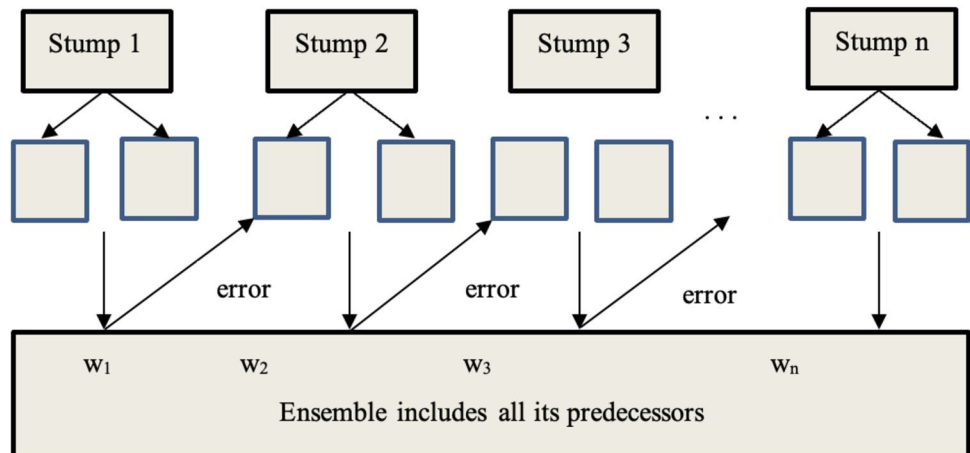 Stump 1 Stump 2 Stump 3 Stump n
. . .
error error error
w₁ w₂ w₃ wₙ
Ensemble includes all its predecessors